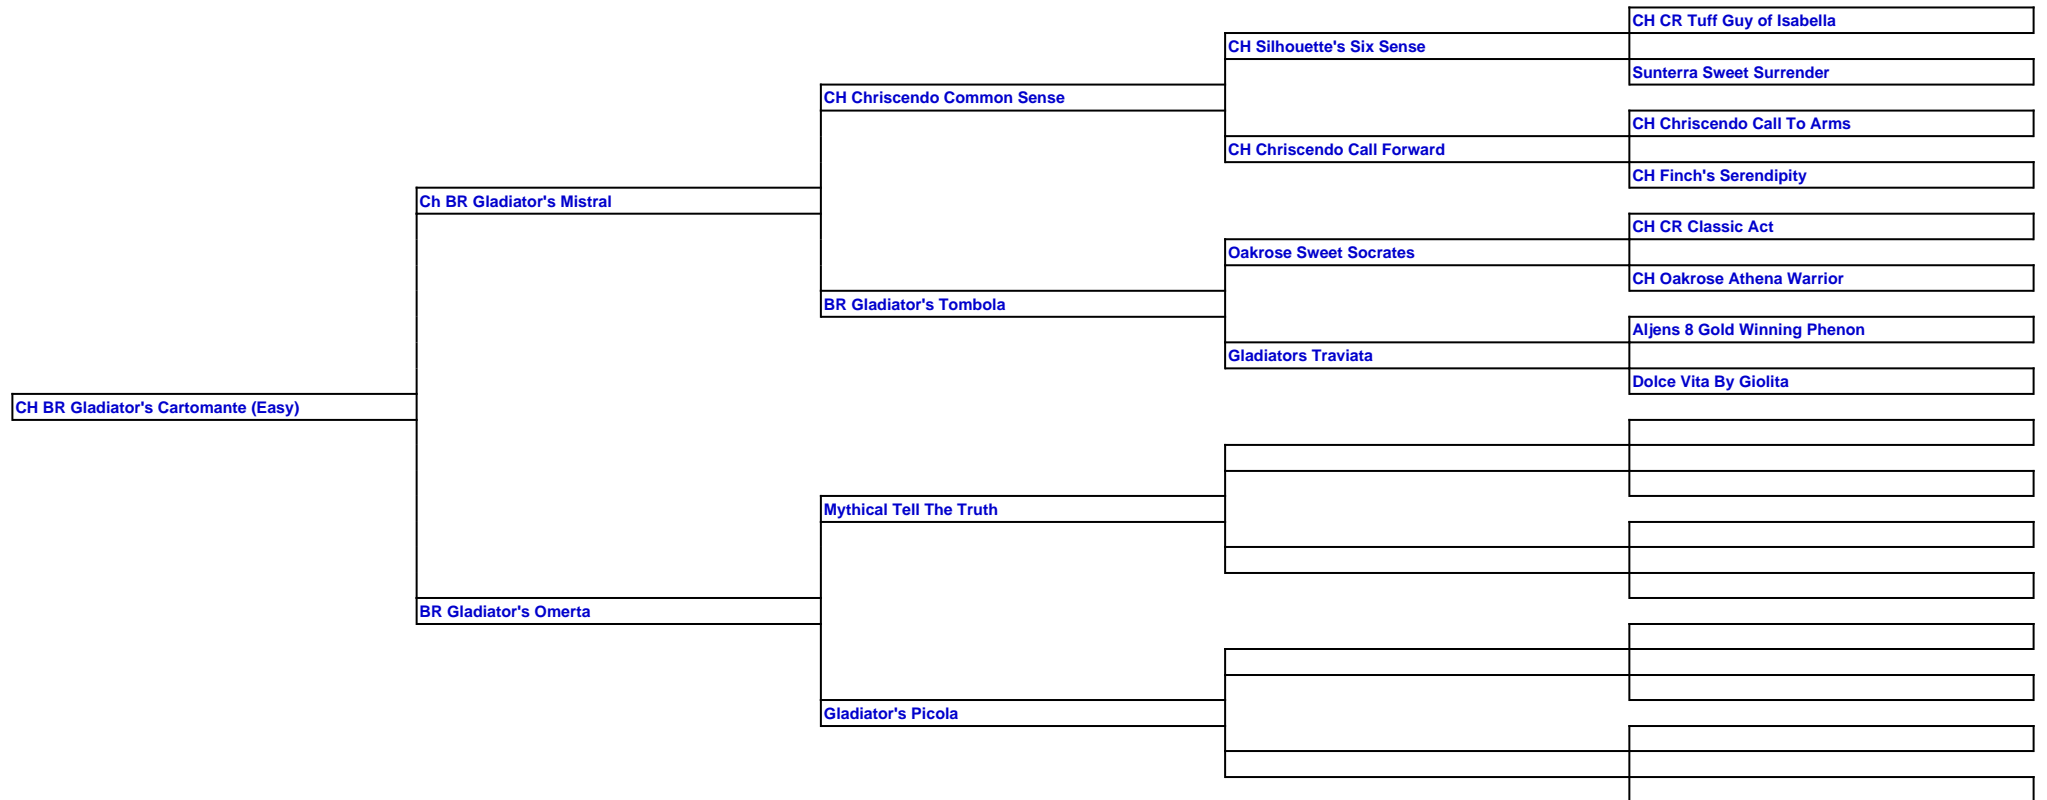 CH CR Tuff Guy of Isabella
CH Silhouette's Six Sense
Sunterra Sweet Surrender
CH Chriscendo Common Sense
CH Chriscendo Call To Arms
CH Chriscendo Call Forward
CH Finch's Serendipity
Ch BR Gladiator's Mistral
CH CR Classic Act
Oakrose Sweet Socrates
CH Oakrose Athena Warrior
BR Gladiator's Tombola
Aljens 8 Gold Winning Phenon
Gladiators Traviata
Dolce Vita By Giolita
CH BR Gladiator's Cartomante (Easy)
Mythical Tell The Truth
BR Gladiator's Omerta
Gladiator's Picola